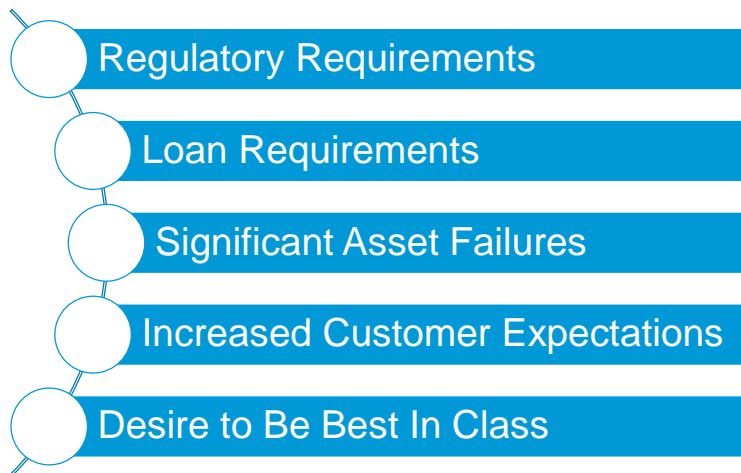 Regulatory Requirements
Loan Requirements
Significant Asset Failures
Increased Customer Expectations
Desire to Be Best In Class